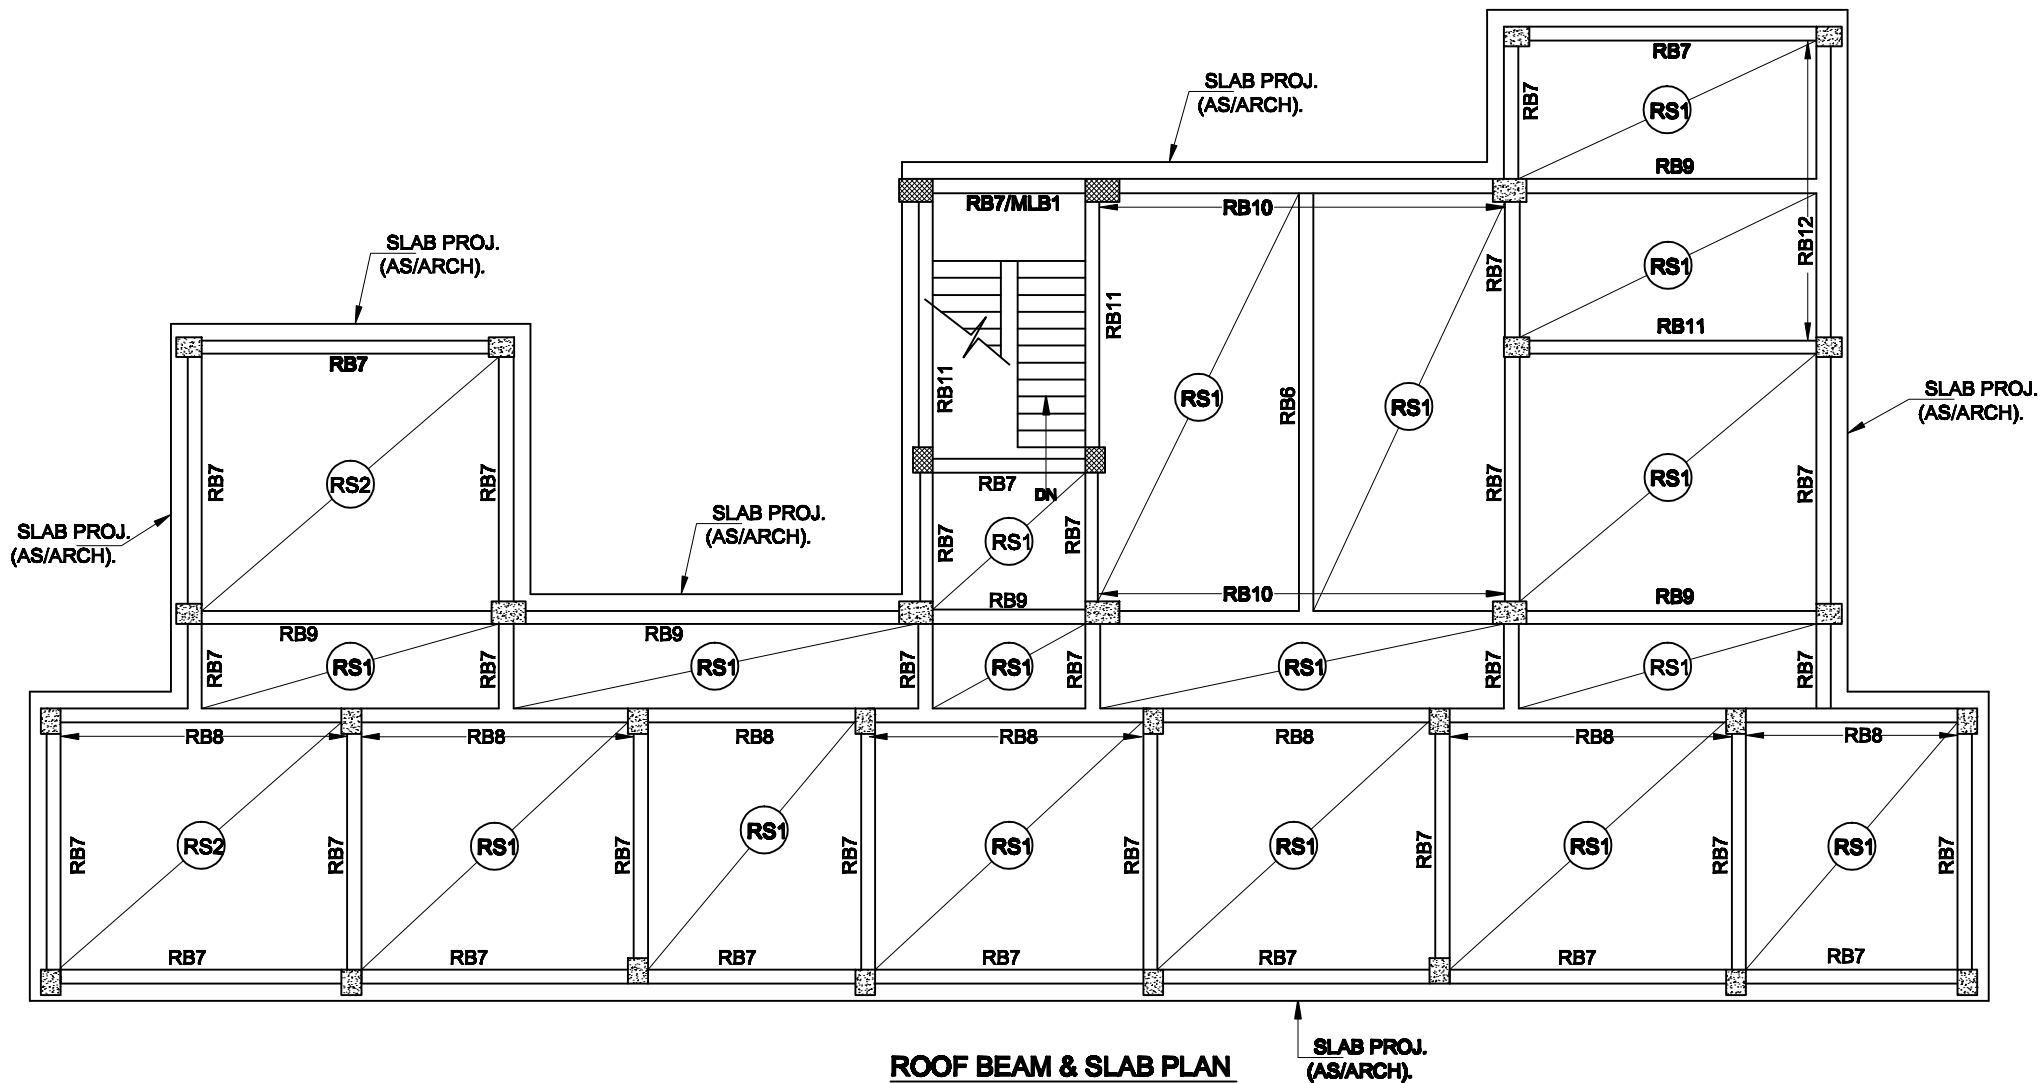 RB7
SLAB PROJ.
(AS/ARCH).
RB7
RS1
RB9
RB7/MLB1
RB10
RB12
SLAB PROJ.
(AS/ARCH).
RB7
RS1
RB11
RB11
RB7
RB11
SLAB PROJ.
(AS/ARCH).
RS1
RB6
RS1
RB7
RS2
RB7
RB7
DN
RB7
RS1
RB7
SLAB PROJ.
(AS/ARCH).
SLAB PROJ.
(AS/ARCH).
RB7
RS1
RB7
RB9
RB10
RB9
RB9
RB9
RB7
RS1
RB7
RS1
RB7
RS1
RB7
RS1
RB7
RS1
RB7
RB8
RB8
RB8
RB8
RB8
RB8
RB8
RB7
RS2
RB7
RS1
RB7
RS1
RB7
RS1
RB7
RS1
RB7
RS1
RB7
RS1
RB7
RB7
RB7
RB7
RB7
RB7
RB7
RB7
ROOF BEAM & SLAB PLAN
SLAB PROJ.
(AS/ARCH).